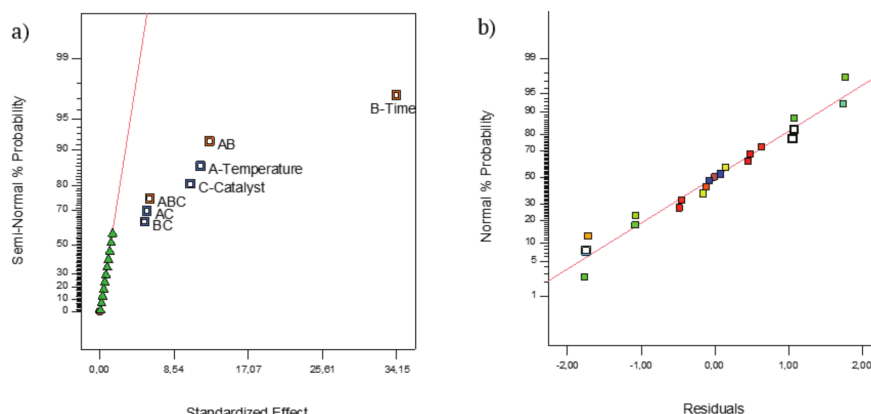 a)
Semi-Normal % Probability
99
95
90
80
70
50
30
20
10
0
B-Time
AB
A-Temperature
C-Catalyst
ABC
AC
BC
0,00
8,54
17,07
25,61
34,15
Standardized Effect
b)
Normal % Probability
99
95
90
80
70
50
30
20
10
5
1
-2,00
-1,00
0,00
1,00
2,00
Residuals